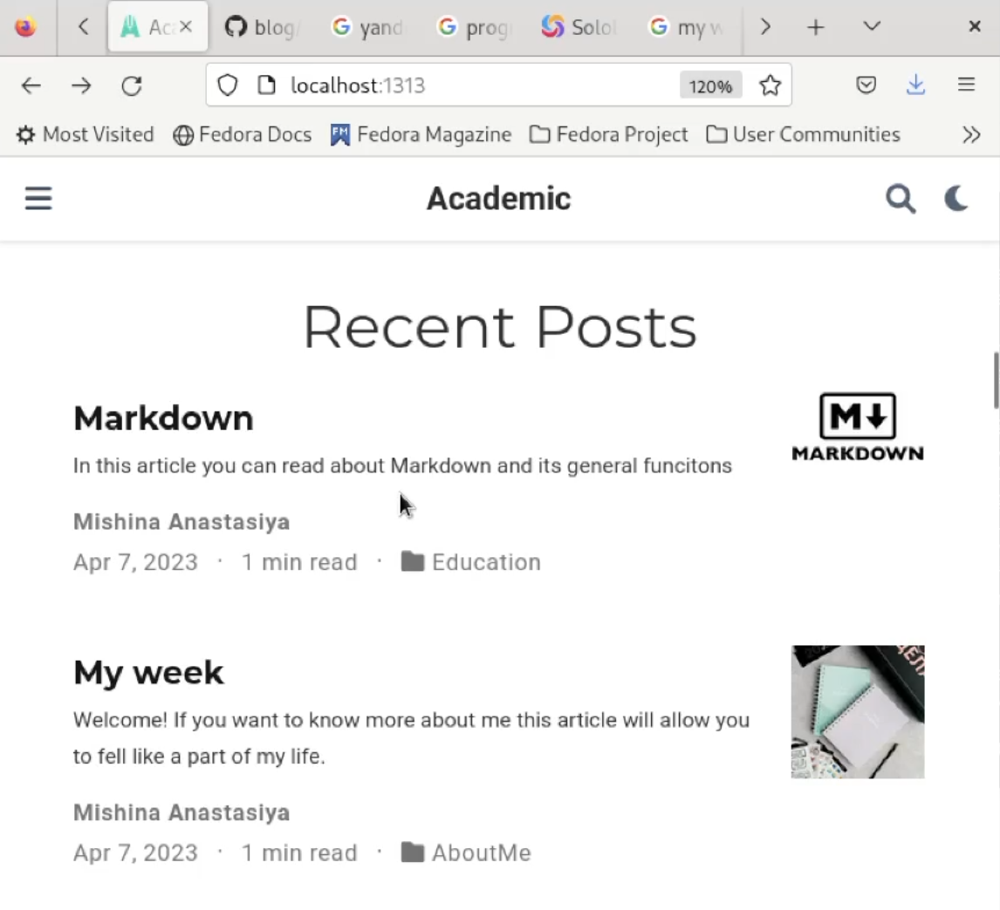 Aca
blog/
yand
prog
Solol
my w
localhost:1313
120%
Most Visited
Fedora Docs
FM
Fedora Magazine
Fedora Project
User Communities
Academic
Recent Posts
Markdown
In this article you can read about Markdown and its general funcitons
Mishina Anastasiya
Apr 7, 2023 · 1 min read · Education
M
MARKDOWN
My week
Welcome! If you want to know more about me this article will allow you
to fell like a part of my life.
Mishina Anastasiya
Apr 7, 2023 · 1 min read · AboutMe